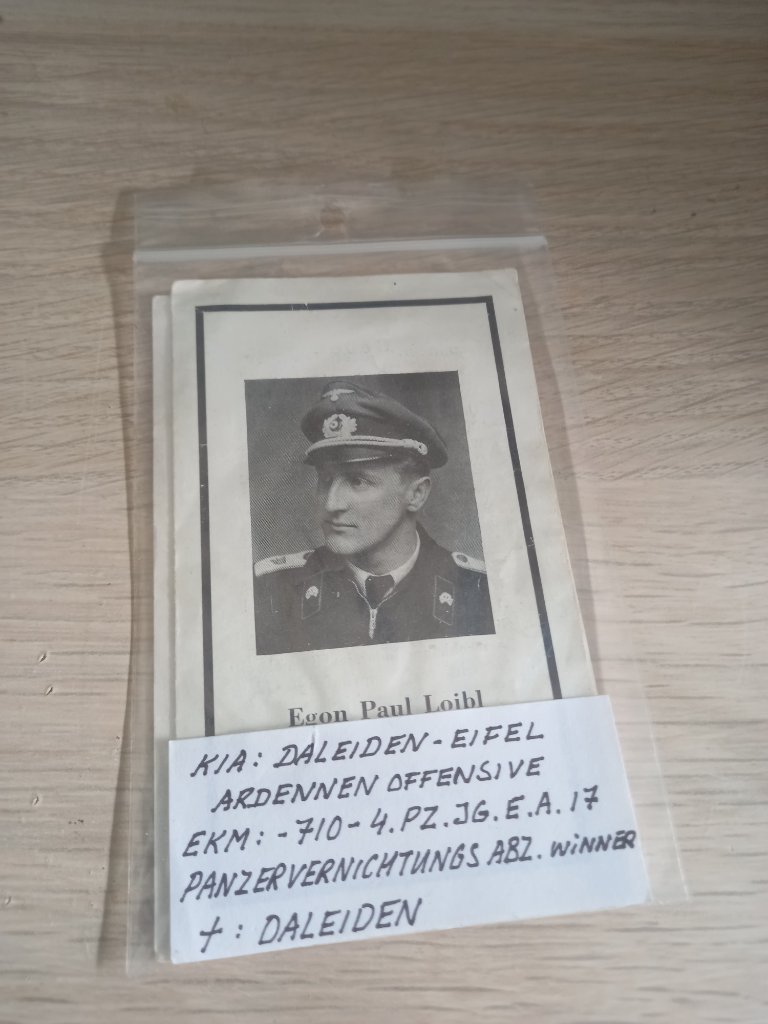 Egon Paul Loibl
KIA: DALEIDEN-EIFEL
ARDENNEN OFFENSIVE
EKM: -710-4.PZ.JG.E.A.17
PANZERVERNICHTUNGS ABZ. WINNER
†: DALEIDEN